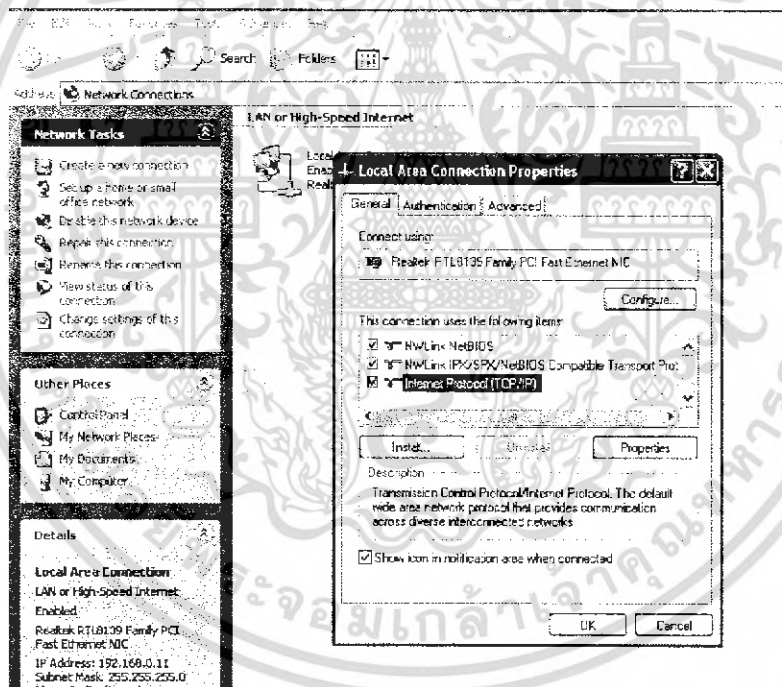 Search Folders
Address Network Connections
Network Tasks
Create a new connection
Set up a home or small
office network
Disable this network device
Repair this connection
Rename this connection
View status of this
connection
Change settings of this
connection
Other Places
Control Panel
My Network Places
My Documents
My Computer
Details
Local Area Connection
LAN or High-Speed Internet
Enabled
Realtek RTL8139 Family PCI
Fast Ethernet NIC
IP Address: 192.168.0.11
Subnet Mask: 255.255.255.0
LAN or High-Speed Internet
Local Area Connection Properties
General Authentication Advanced
Connect using:
Realtek RTL8139 Family PCI Fast Ethernet NIC
Configure...
This connection uses the following items:
NWLink NetBIOS
NWLink IPX/SPX/NetBIOS Compatible Transport Prot
Internet Protocol (TCP/IP)
Install... Uninstall Properties
Description
Transmission Control Protocol/Internet Protocol. The default
wide area network protocol that provides communication
across diverse interconnected networks.
Show icon in notification area when connected
OK Cancel